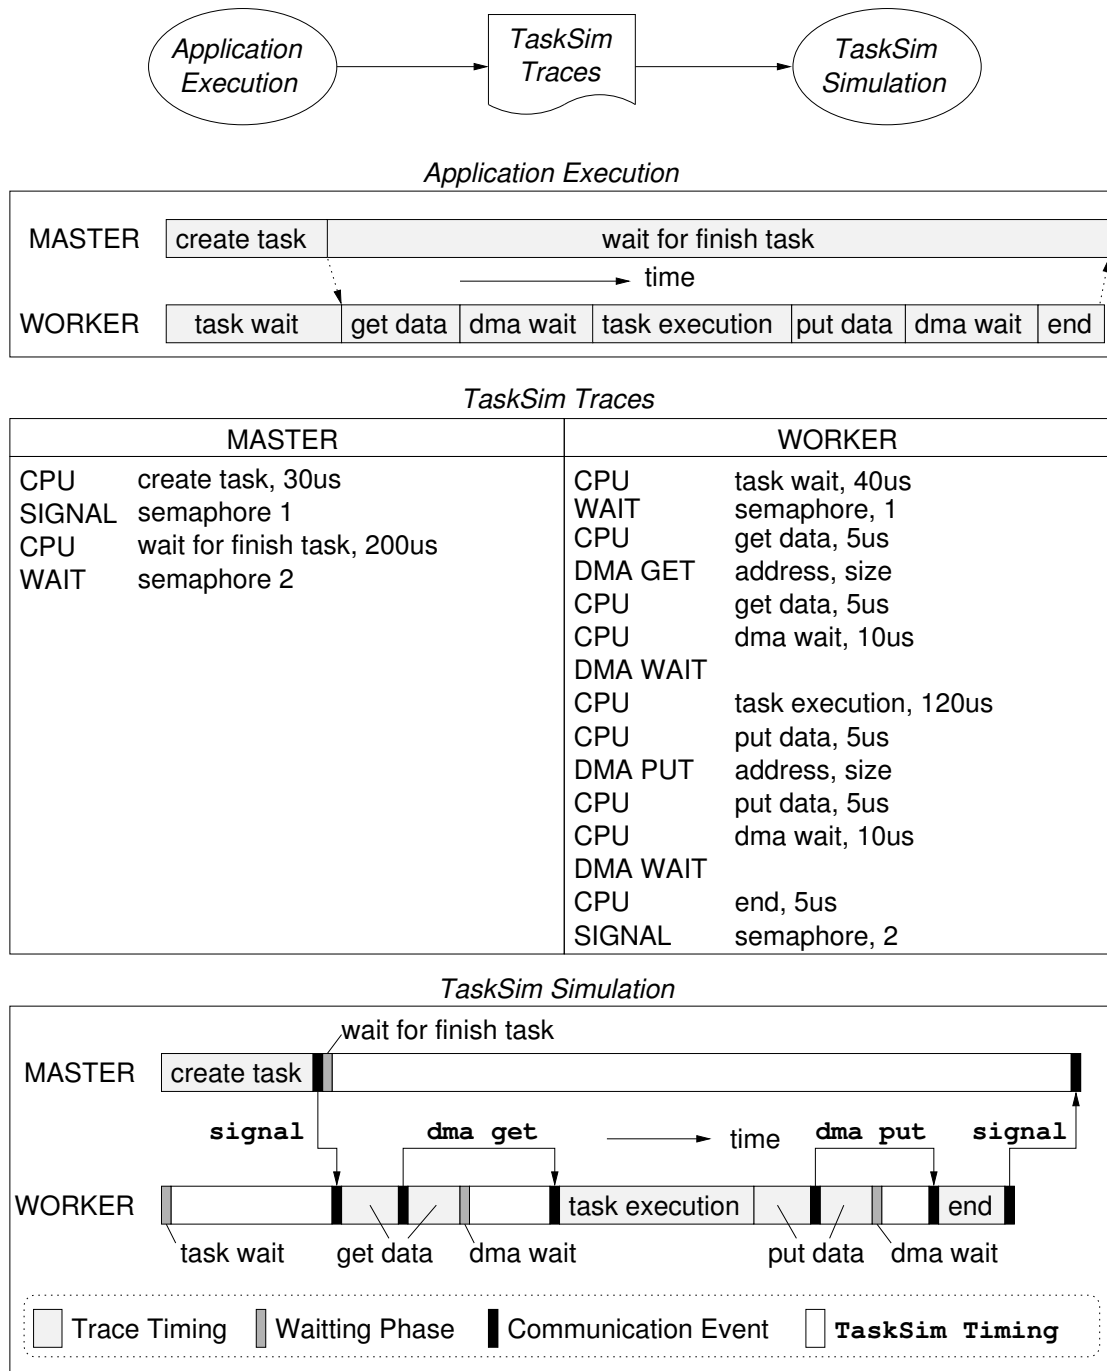 Application
Execution
TaskSim
Traces
TaskSim
Simulation
Application Execution
MASTER create task wait for finish task
time
WORKER task wait get data dma wait task execution put data dma wait end
TaskSim Traces
MASTER
CPU create task, 30us
SIGNAL semaphore 1
CPU wait for finish task, 200us
WAIT semaphore 2
WORKER
CPU task wait, 40us
WAIT semaphore, 1
CPU get data, 5us
DMA GET address, size
CPU get data, 5us
CPU dma wait, 10us
DMA WAIT
CPU task execution, 120us
CPU put data, 5us
DMA PUT address, size
CPU put data, 5us
CPU dma wait, 10us
DMA WAIT
CPU end, 5us
SIGNAL semaphore, 2
TaskSim Simulation
wait for finish task
MASTER create task
signal dma get time dma put signal
WORKER task execution end
task wait get data dma wait put data dma wait
Trace Timing Waitting Phase Communication Event TaskSim Timing